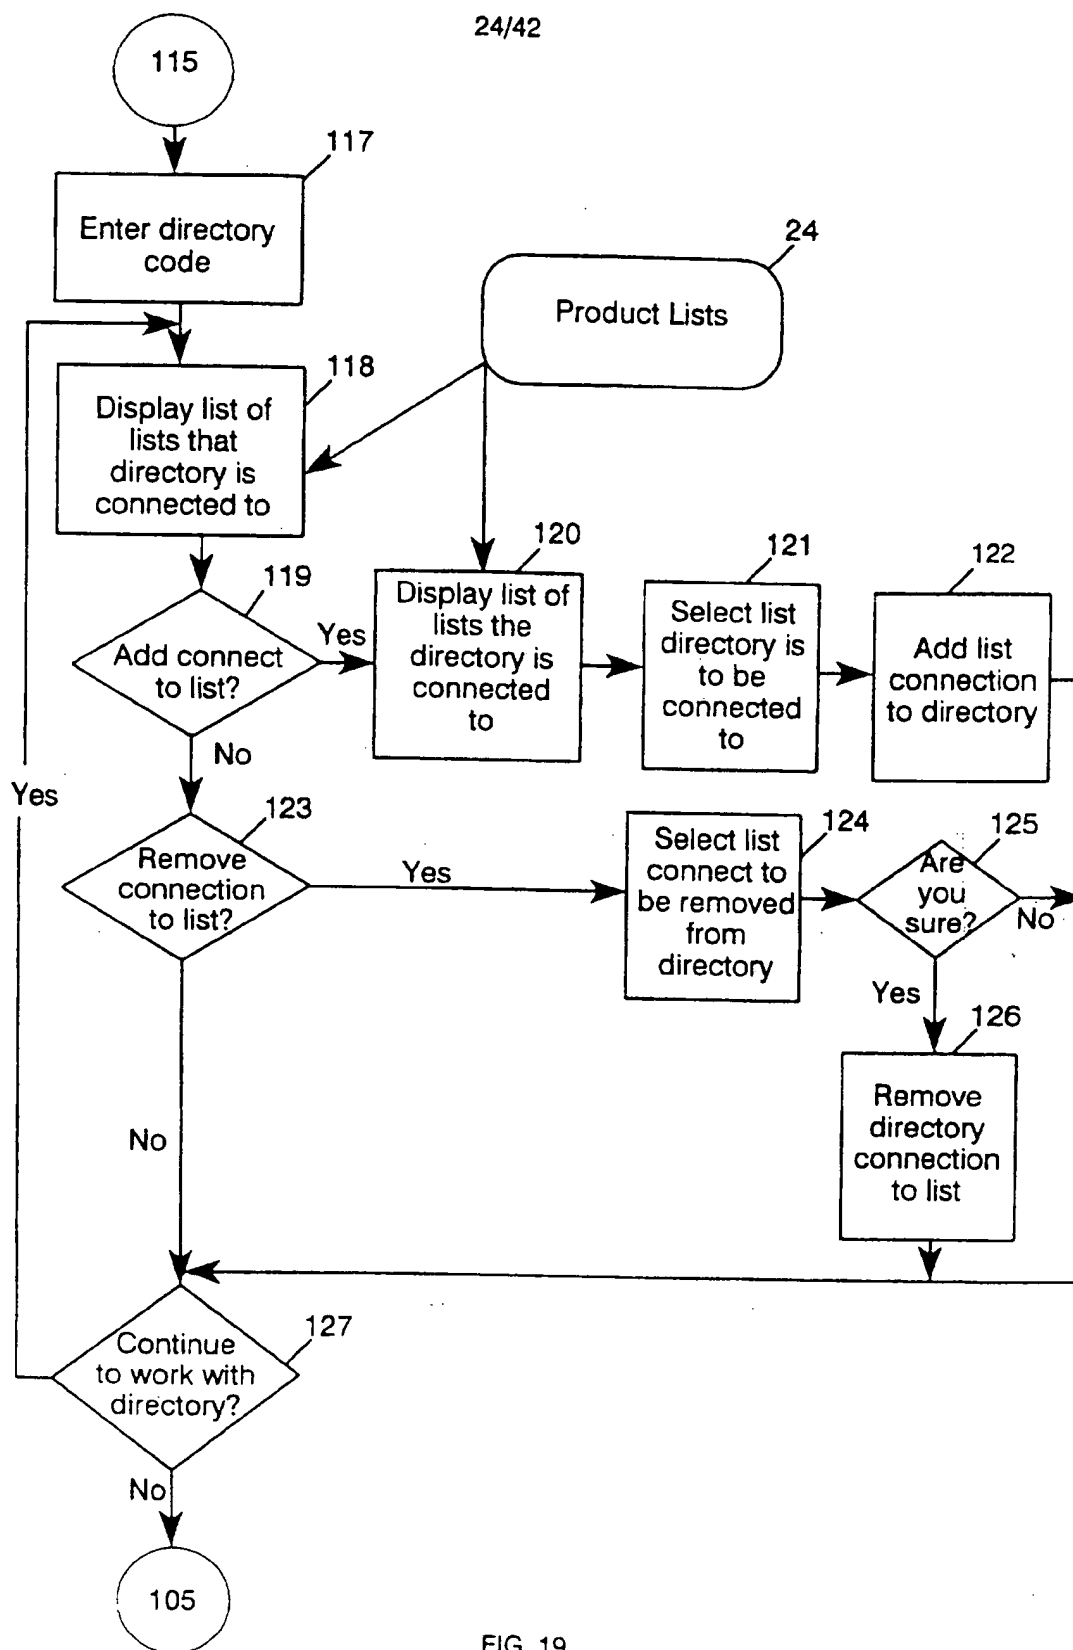 24/42
115
117
Enter directory
code
24
Product Lists
118
Display list of
lists that
directory is
connected to
119
Add connect
to list?
Yes
No
120
Display list of
lists the
directory is
connected
to
121
Select list
directory is
to be
connected
to
122
Add list
connection
to directory
Yes
123
Remove
connection
to list?
Yes
No
124
Select list
connect to
be removed
from
directory
125
Are
you
sure?
No
Yes
126
Remove
directory
connection
to list
127
Continue
to work with
directory?
No
105
FIG. 19